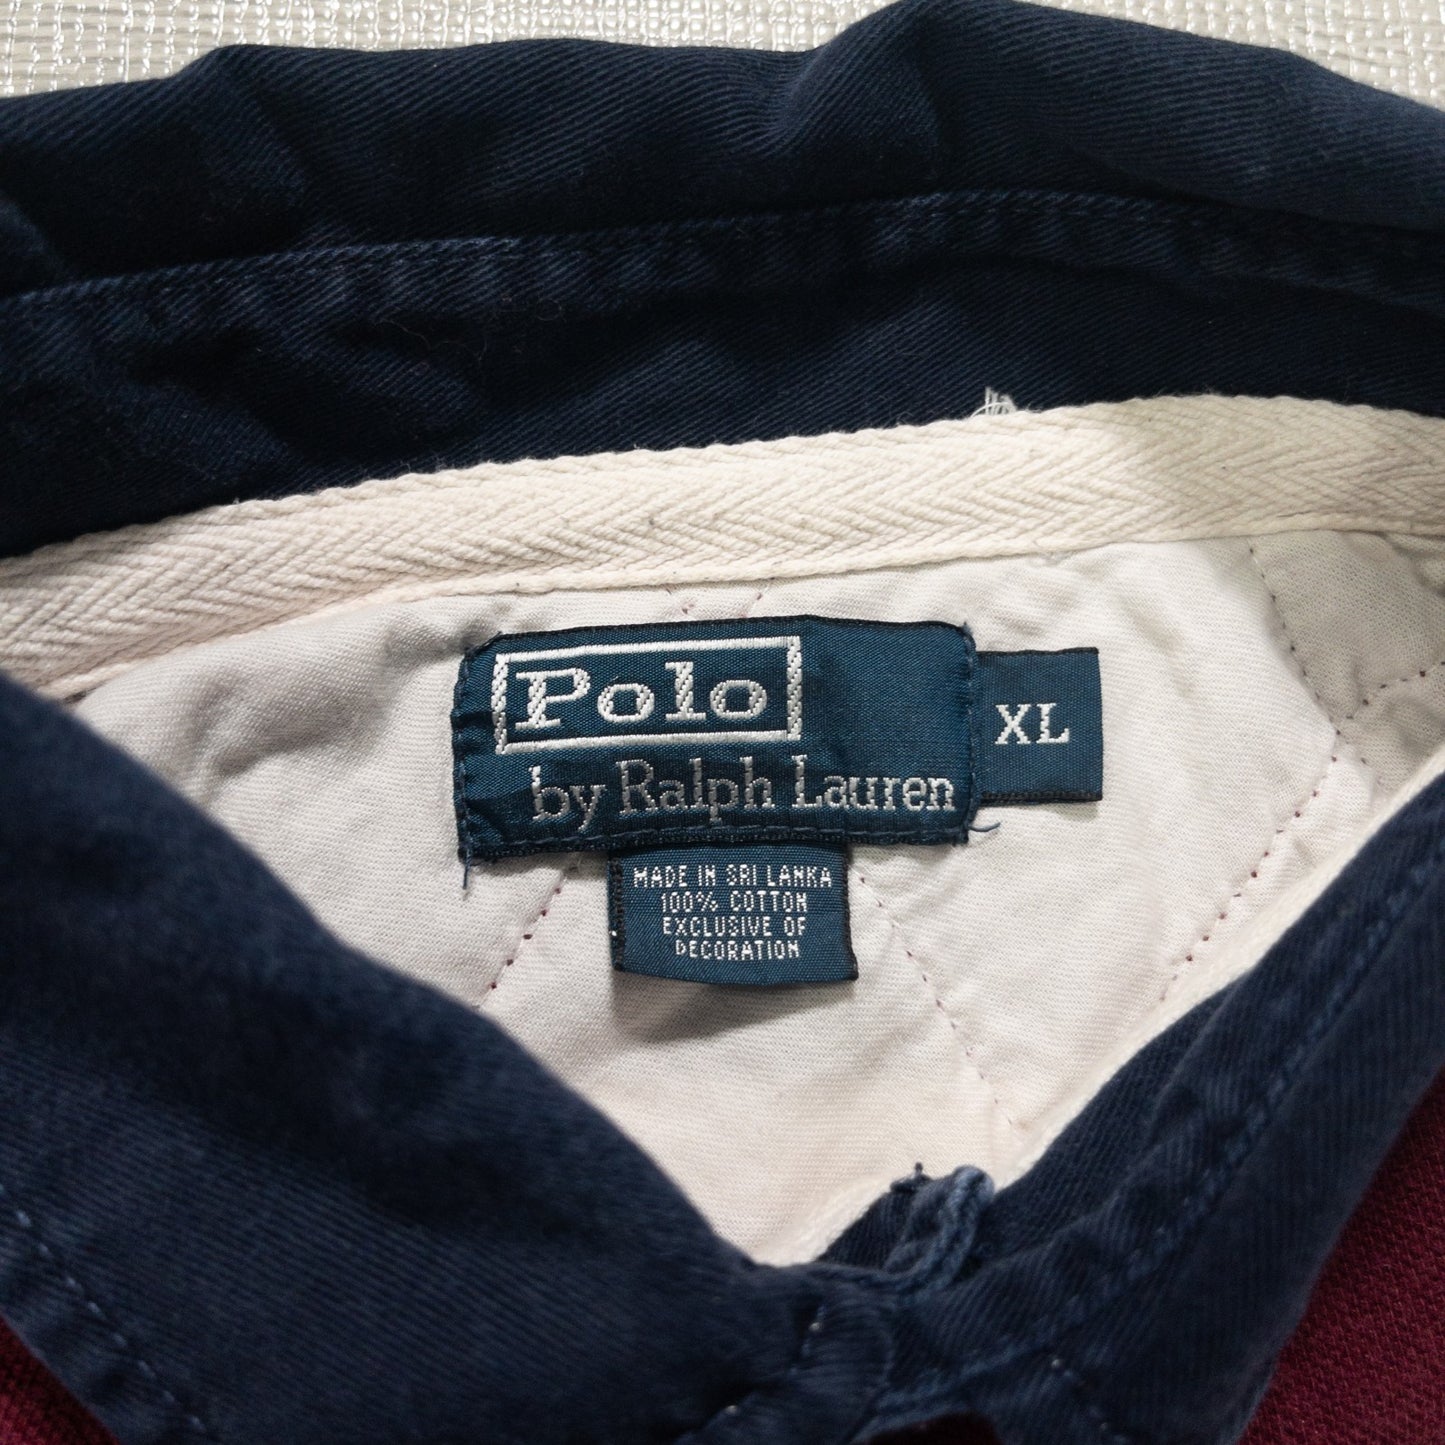 Polo
by Ralph Lauren
XL
MADE IN SRI LANKA
100% COTTON
EXCLUSIVE OF
DECORATION